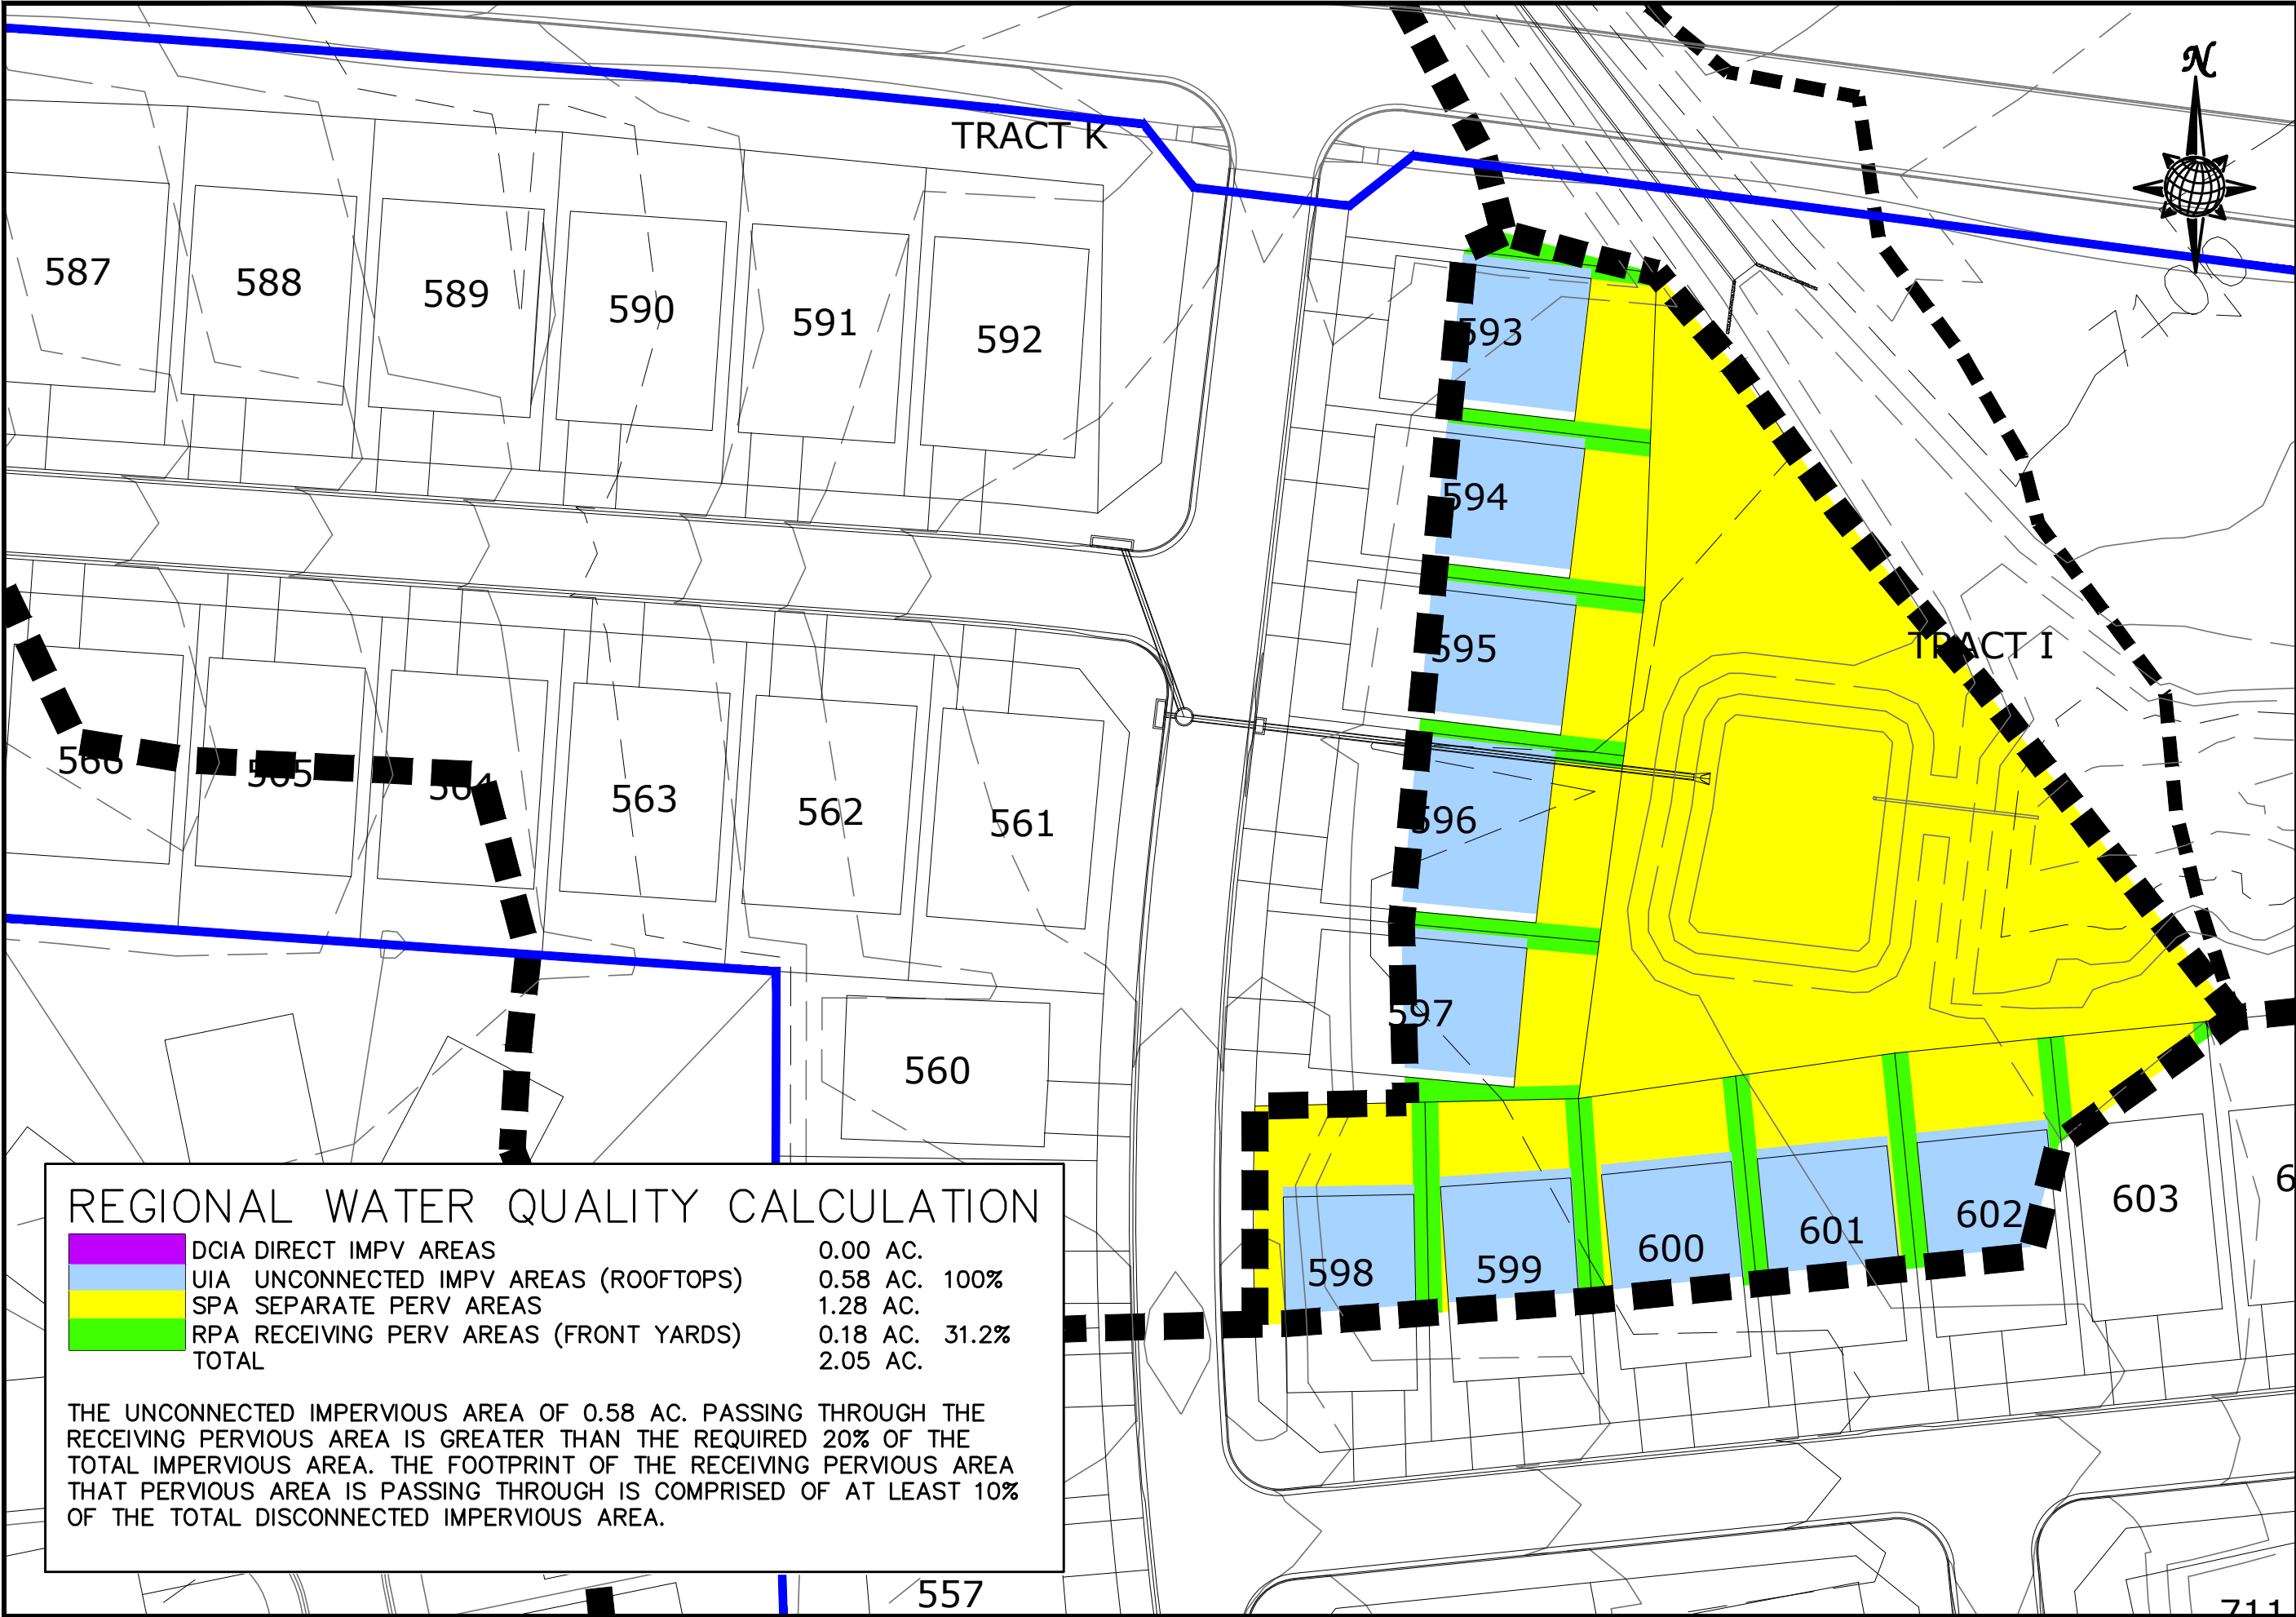 N
TRACT K
587
588
589
590
591
592
593
594
595
596
597
TRACT I
566
565
564
563
562
561
560
598
599
600
601
602
603
6
REGIONAL WATER QUALITY CALCULATION
DCIA DIRECT IMPV AREAS 0.00 AC.
UIA UNCONNECTED IMPV AREAS (ROOFTOPS) 0.58 AC. 100%
SPA SEPARATE PERV AREAS 1.28 AC.
RPA RECEIVING PERV AREAS (FRONT YARDS) 0.18 AC. 31.2%
TOTAL 2.05 AC.
THE UNCONNECTED IMPERVIOUS AREA OF 0.58 AC. PASSING THROUGH THE
RECEIVING PERVIOUS AREA IS GREATER THAN THE REQUIRED 20% OF THE
TOTAL IMPERVIOUS AREA. THE FOOTPRINT OF THE RECEIVING PERVIOUS AREA
THAT PERVIOUS AREA IS PASSING THROUGH IS COMPRISED OF AT LEAST 10%
OF THE TOTAL DISCONNECTED IMPERVIOUS AREA.
557
711